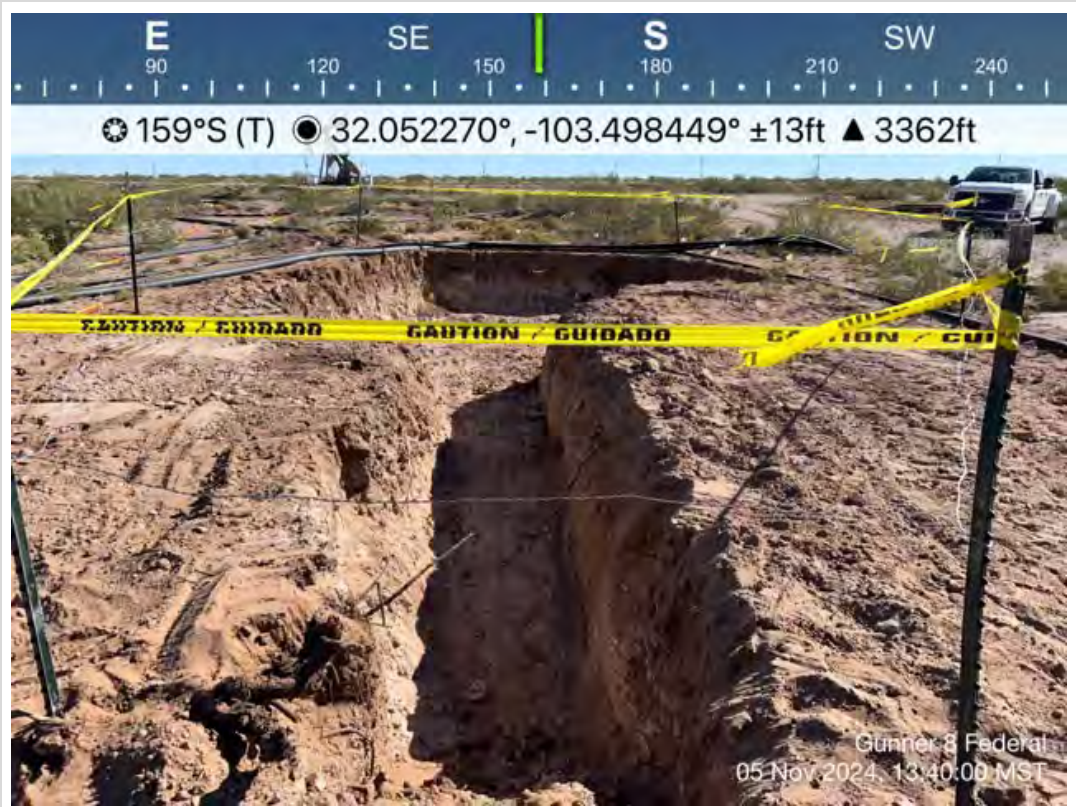 E SE S SW
90 120 150 180 210 240
159°S (T) 32.052270°, -103.498449° ±13ft ▲ 3362ft
CAUTION / CUIDADO CAUTION / CUIDADO
Gunner 8 Federal
05 Nov 2024, 13:40:00 MST